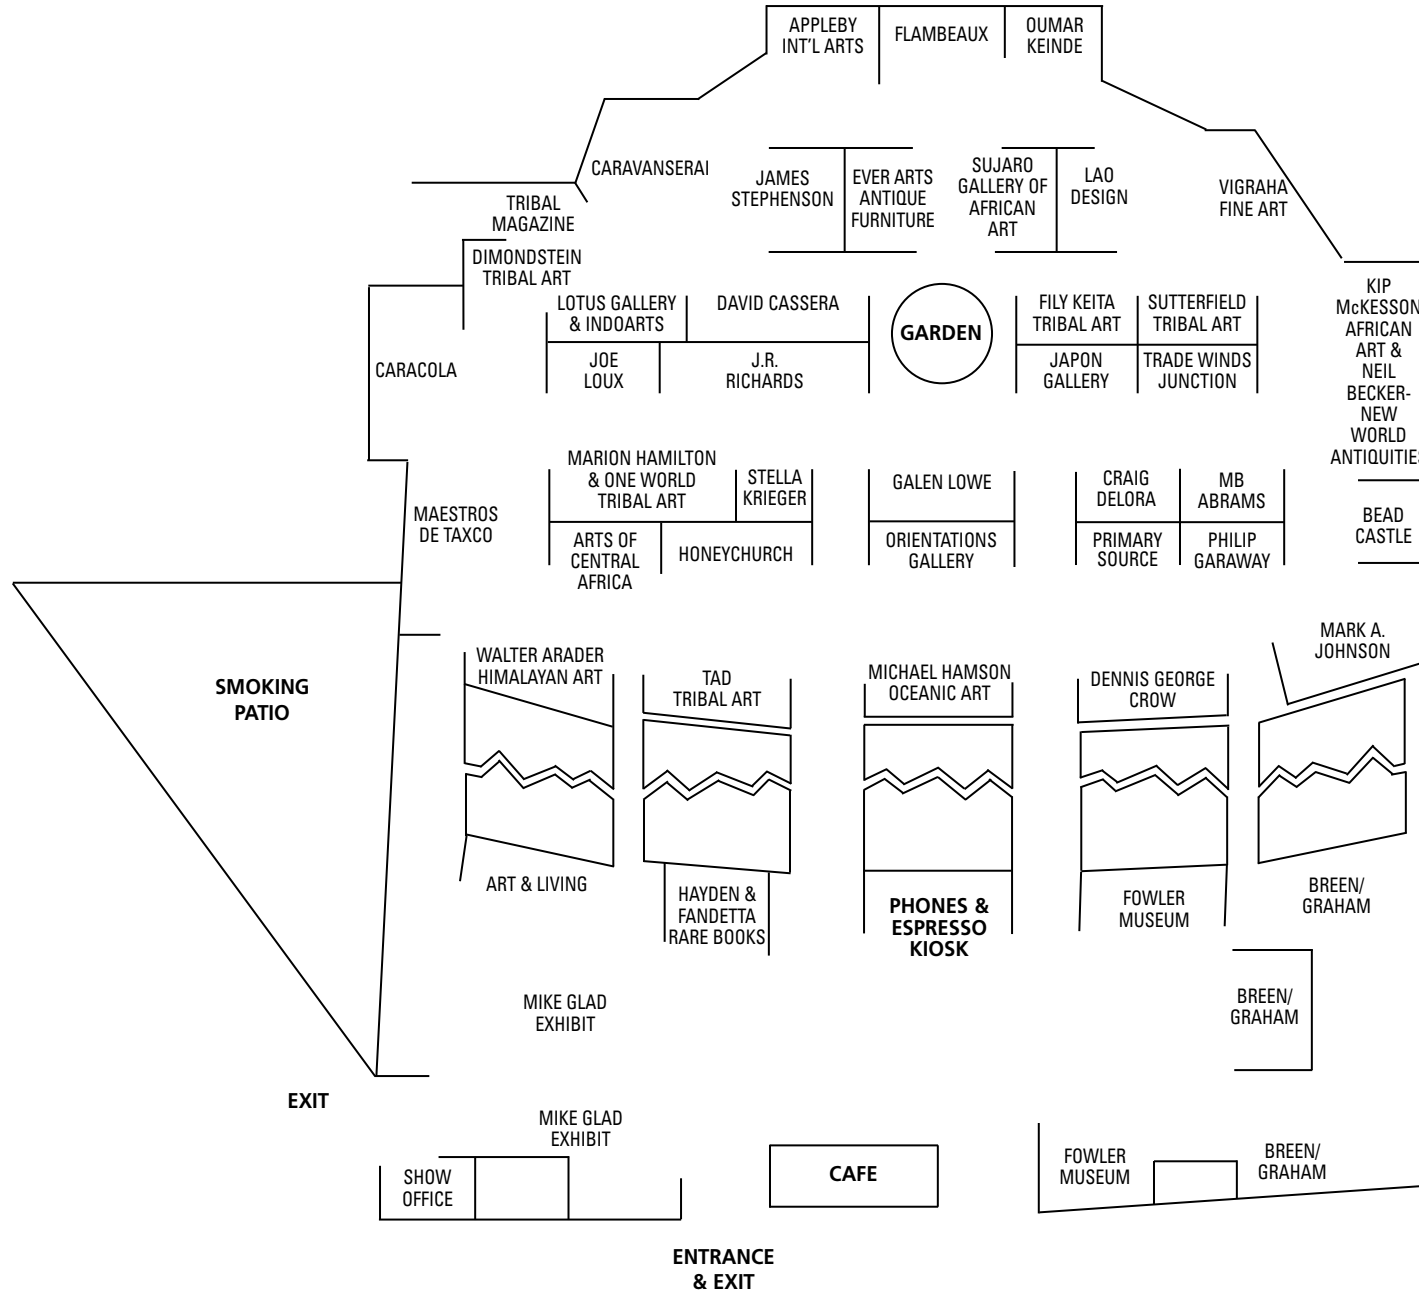 APPLEBY
INT'L ARTS
FLAMBEAUX
OUMAR
KEINDE
CARAVANSERAI
JAMES
STEPHENSON
EVER ARTS
ANTIQUE
FURNITURE
SUJARO
GALLERY OF
AFRICAN
ART
LAO
DESIGN
VIGRAHA
FINE ART
TRIBAL
MAGAZINE
DIMONDSTEIN
TRIBAL ART
LOTUS GALLERY
& INDOARTS
DAVID CASSERA
GARDEN
FILY KEITA
TRIBAL ART
SUTTERFIELD
TRIBAL ART
KIP
McKESSON
AFRICAN
ART &
NEIL
BECKER-
NEW
WORLD
ANTIQUITIES
CARACOLA
JOE
LOUX
J.R.
RICHARDS
JAPON
GALLERY
TRADE WINDS
JUNCTION
MARION HAMILTON
& ONE WORLD
TRIBAL ART
STELLA
KRIEGER
GALEN LOWE
CRAIG
DELORA
MB
ABRAMS
MAESTROS
DE TAXCO
ARTS OF
CENTRAL
AFRICA
HONEYCHURCH
ORIENTATIONS
GALLERY
PRIMARY
SOURCE
PHILIP
GARAWAY
BEAD
CASTLE
SMOKING
PATIO
WALTER ARADER
HIMALAYAN ART
TAD
TRIBAL ART
MICHAEL HAMSON
OCEANIC ART
DENNIS GEORGE
CROW
MARK A.
JOHNSON
ART & LIVING
HAYDEN &
FANDETTA
RARE BOOKS
PHONES &
ESPRESSO
KIOSK
FOWLER
MUSEUM
BREEN/
GRAHAM
MIKE GLAD
EXHIBIT
BREEN/
GRAHAM
EXIT
MIKE GLAD
EXHIBIT
SHOW
OFFICE
CAFE
FOWLER
MUSEUM
BREEN/
GRAHAM
ENTRANCE
& EXIT